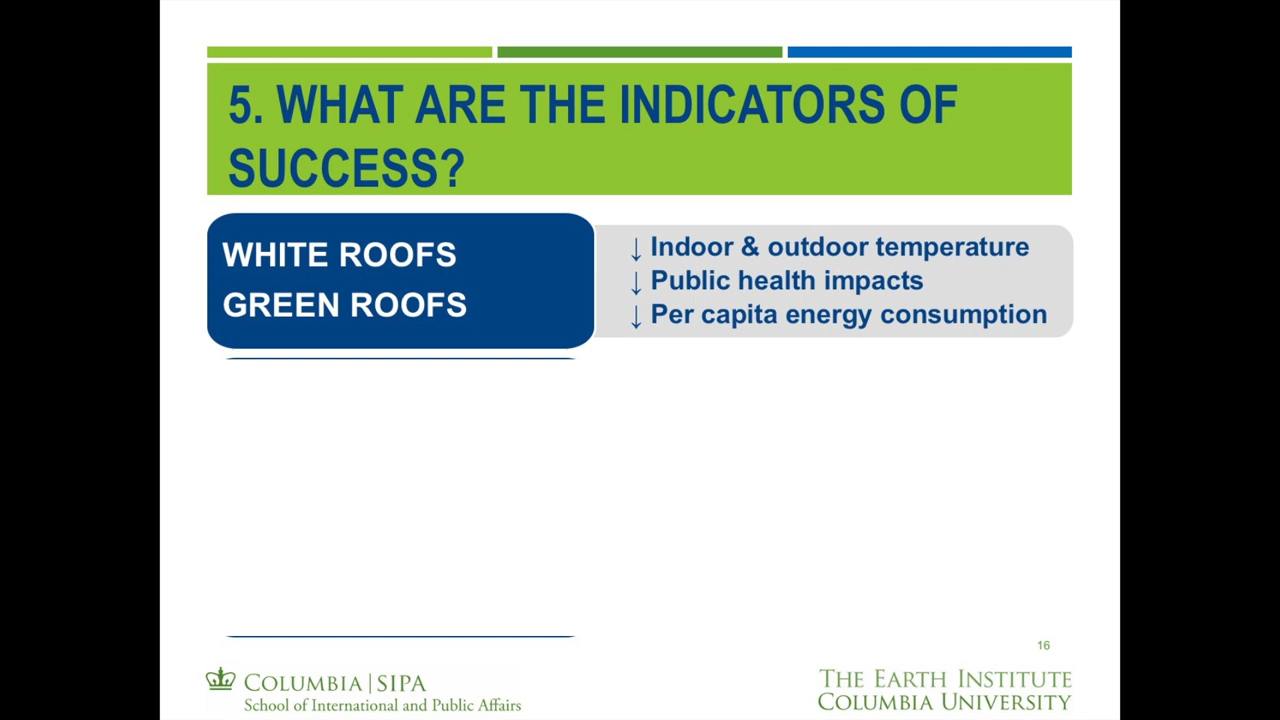 5. WHAT ARE THE INDICATORS OF
SUCCESS?
WHITE ROOFS
GREEN ROOFS
↓ Indoor & outdoor temperature
↓ Public health impacts
↓ Per capita energy consumption
16
COLUMBIA | SIPA
School of International and Public Affairs
THE EARTH INSTITUTE
COLUMBIA UNIVERSITY